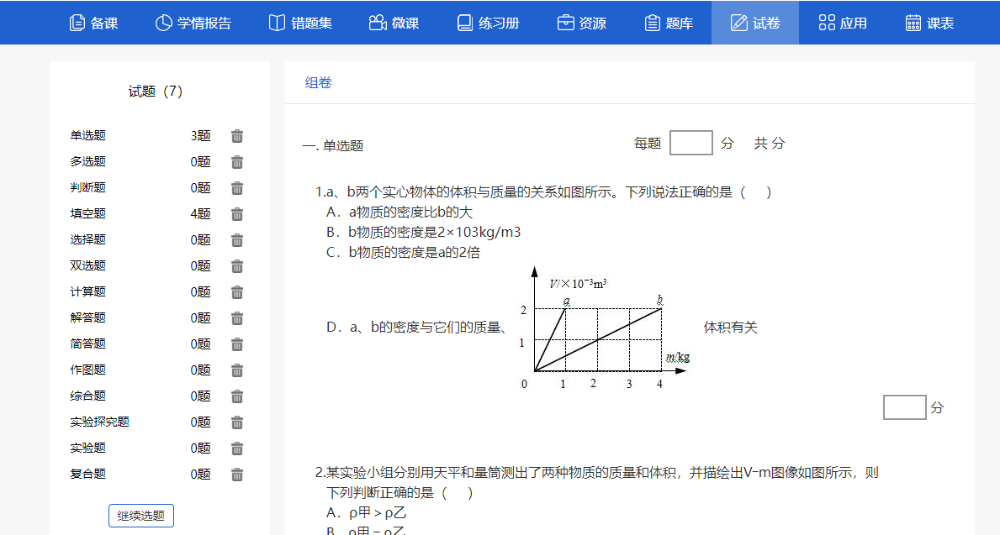 备课 学情报告 错题集 微课 练习册 资源 题库 试卷 应用 课表
试题（7）
单选题 3题
多选题 0题
判断题 0题
填空题 4题
选择题 0题
双选题 0题
计算题 0题
解答题 0题
简答题 0题
作图题 0题
综合题 0题
实验探究题 0题
实验题 0题
复合题 0题
继续选题
组卷
一. 单选题 每题 分 共 分
1.a、b两个实心物体的体积与质量的关系如图所示。下列说法正确的是（ ）
A．a物质的密度比b的大
B．b物质的密度是2×103kg/m3
C．b物质的密度是a的2倍
D．a、b的密度与它们的质量、 体积有关
V/×10⁻³m³
a b
2
1
m/kg
0 1 2 3 4
分
2.某实验小组分别用天平和量筒测出了两种物质的质量和体积，并描绘出V-m图像如图所示，则
下列判断正确的是（ ）
A．ρ甲＞ρ乙
B．ρ甲＝ρ乙